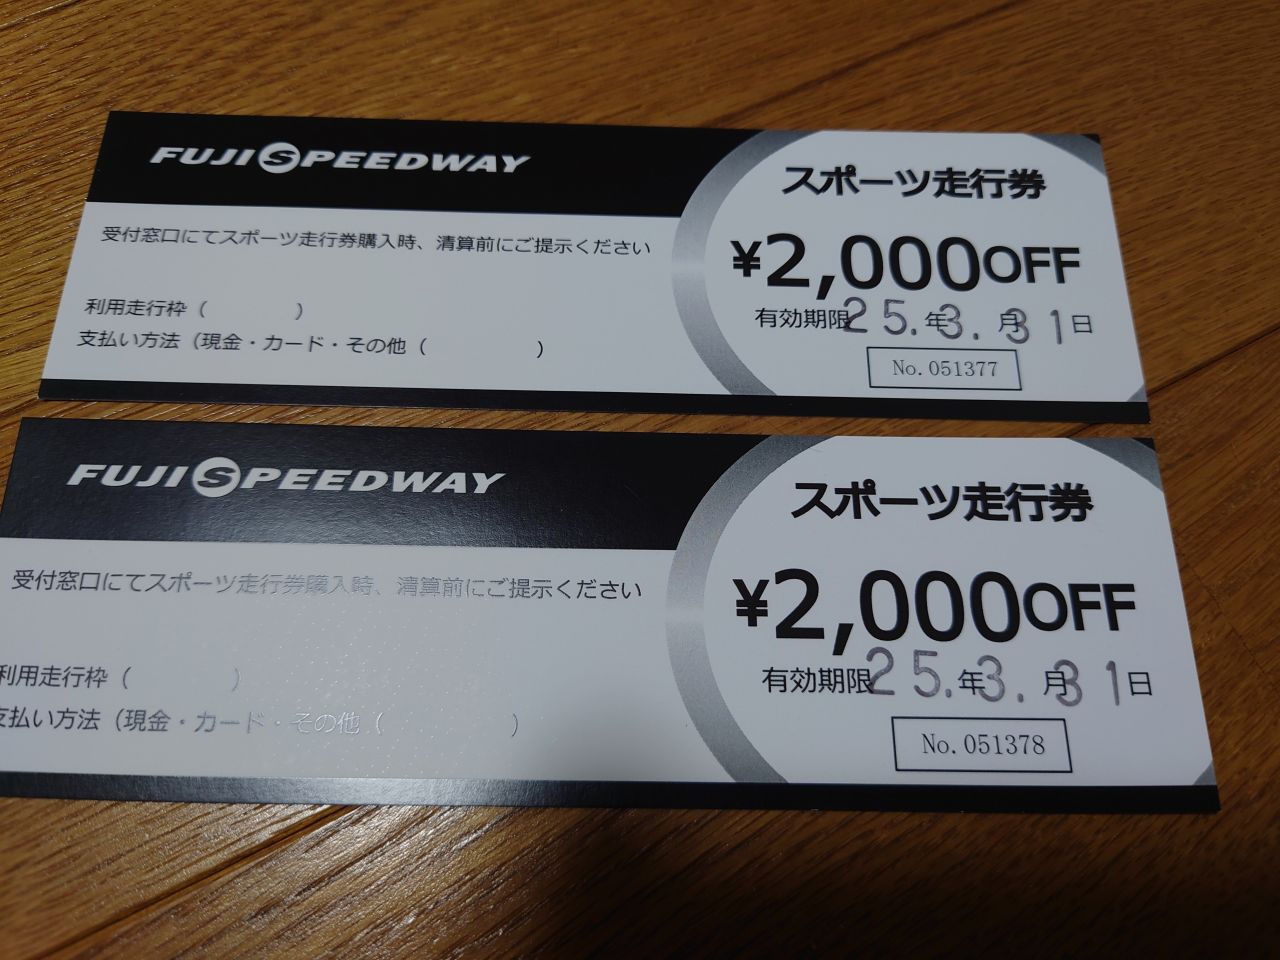 FUJI SPEEDWAY
スポーツ走行券
受付窓口にてスポーツ走行券購入時、清算前にご提示ください
¥2,000OFF
利用走行枠（　　　　）
有効期限25.年3.月31日
支払い方法（現金・カード・その他（　　　　　）
No.051377
FUJI SPEEDWAY
スポーツ走行券
受付窓口にてスポーツ走行券購入時、清算前にご提示ください
¥2,000OFF
利用走行枠（　　　　）
有効期限25.年3.月31日
支払い方法（現金・カード・その他（　　　　　）
No.051378